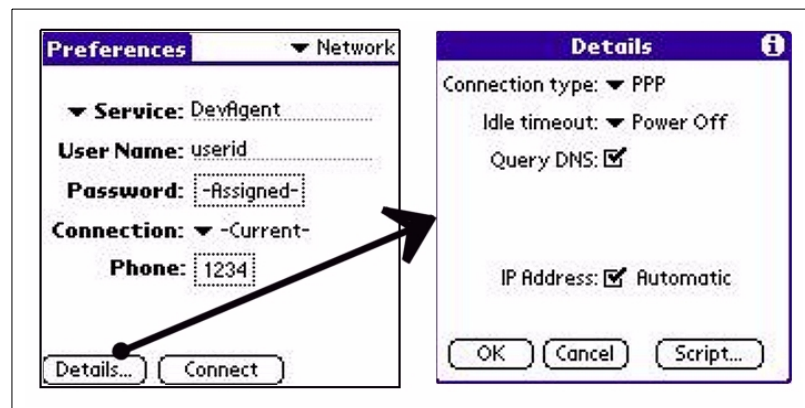 Preferences
Network
Service: DevAgent
User Name: userid
Password: -Assigned-
Connection: -Current-
Phone: 1234
Details...
Connect
Details
i
Connection type: PPP
Idle timeout: Power Off
Query DNS:
IP Address: Automatic
OK
Cancel
Script...